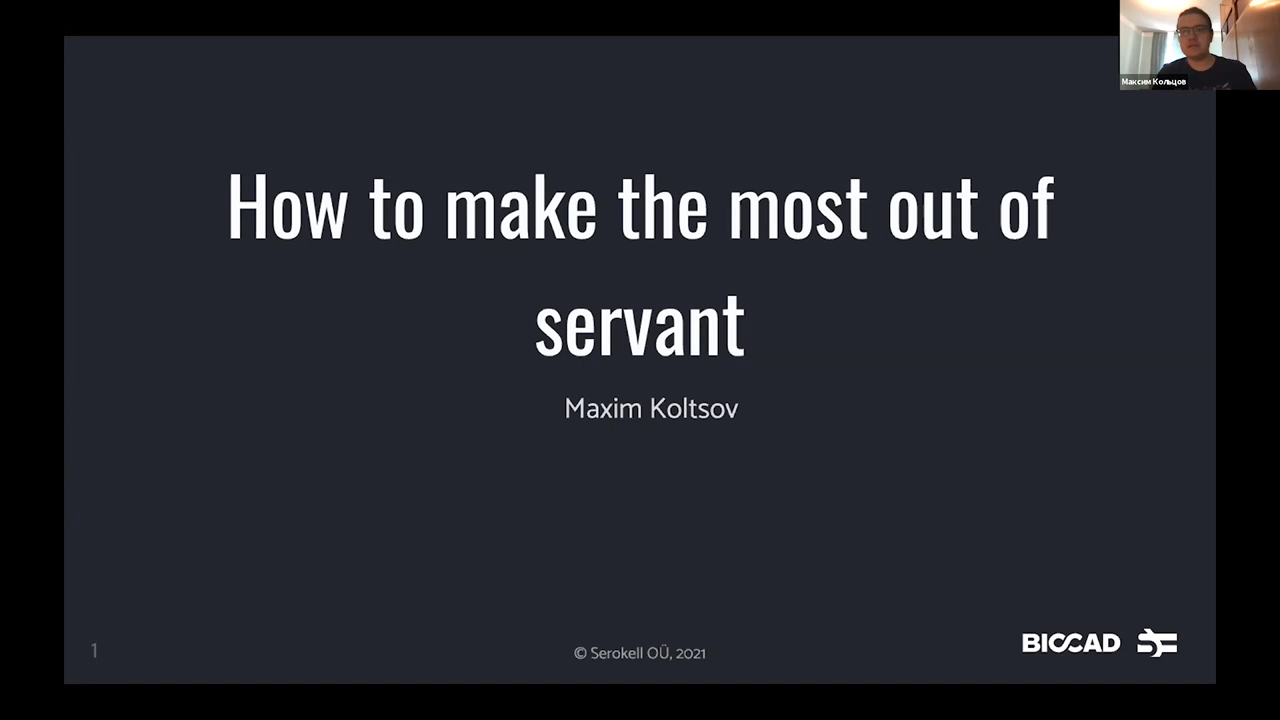 Максим Кольцов
How to make the most out of
servant
Maxim Koltsov
1
© Serokell OÜ, 2021
BIOCAD